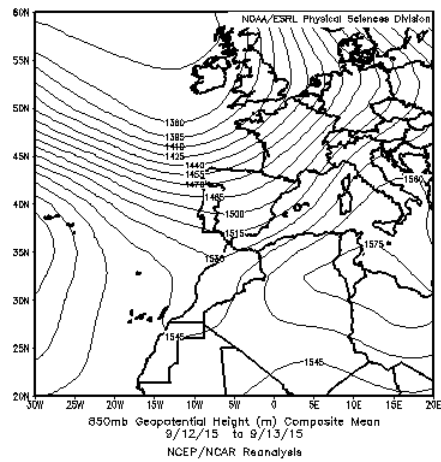 NOAA/ESRL Physical Sciences Division
60N
55N
50N
45N
40N
35N
30N
25N
20N
1380
1395
1410
1425
1440
1455
1470
1485
1500
1515
1530
1545
1560
1575
1545
30W 25W 20W 15W 10W 5W 0 5E 10E 15E 20E
850mb Geopotential Height (m) Composite Mean
9/12/15 to 9/13/15
NCEP/NCAR Reanalysis